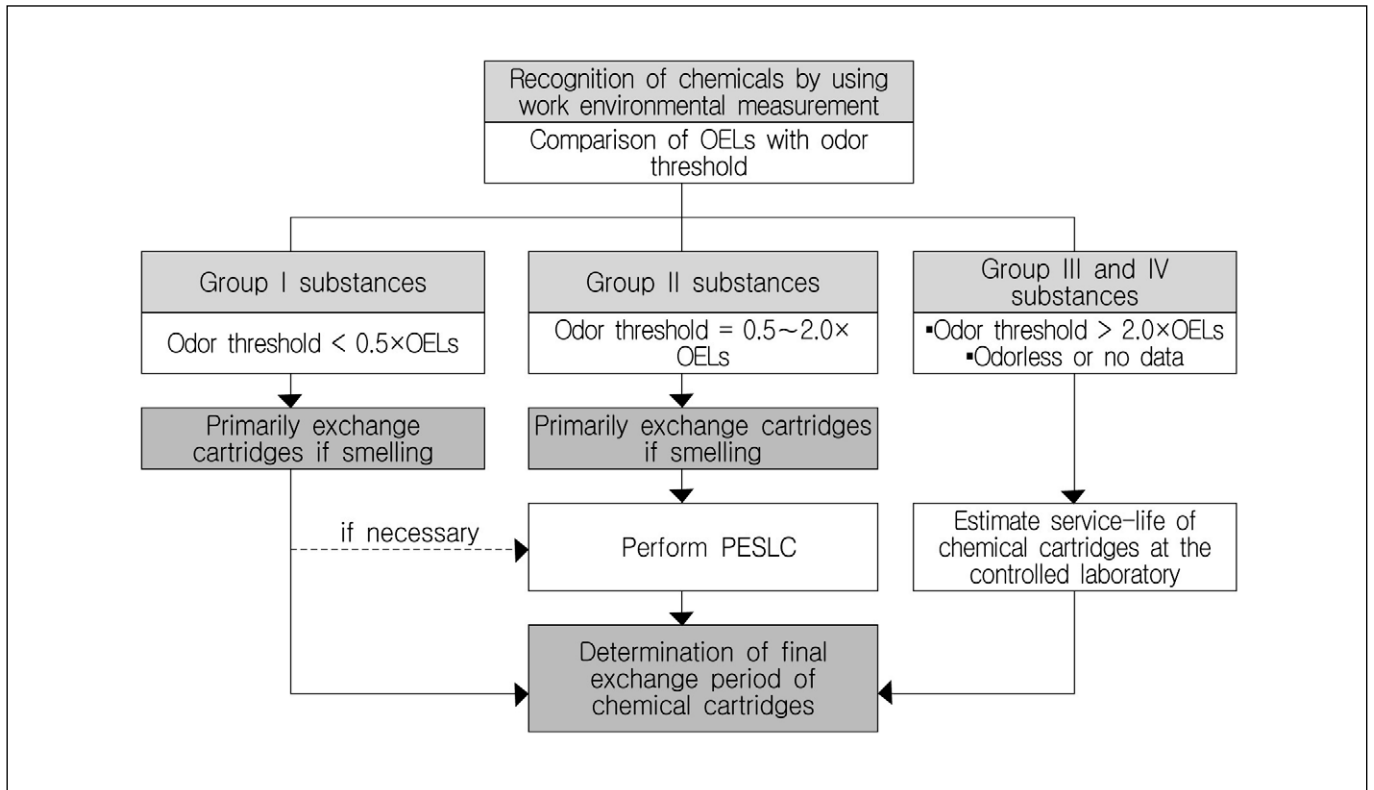 Recognition of chemicals by using
work environmental measurement
Comparison of OELs with odor
threshold
Group I substances
Odor threshold < 0.5×OELs
Primarily exchange
cartridges if smelling
Group II substances
Odor threshold = 0.5~2.0×
OELs
Primarily exchange cartridges
if smelling
Group III and IV
substances
▪Odor threshold > 2.0×OELs
▪Odorless or no data
if necessary
Perform PESLC
Estimate service-life of
chemical cartridges at the
controlled laboratory
Determination of final
exchange period of
chemical cartridges